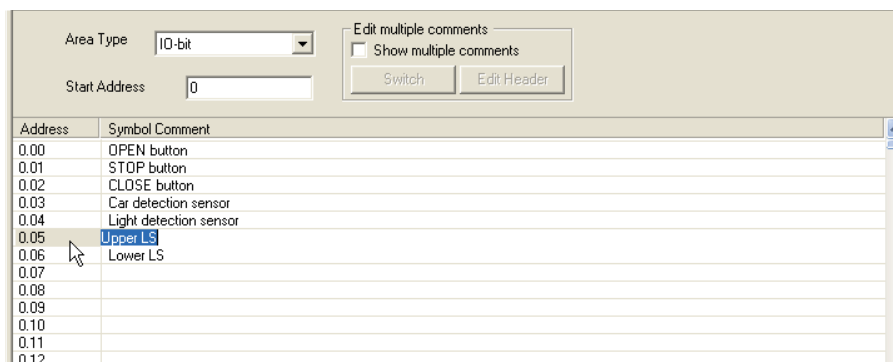 Area Type IO-bit
Edit multiple comments
Show multiple comments
Start Address 0
Switch Edit Header
Address Symbol Comment
0.00 OPEN button
0.01 STOP button
0.02 CLOSE button
0.03 Car detection sensor
0.04 Light detection sensor
0.05 Upper LS
0.06 Lower LS
0.07
0.08
0.09
0.10
0.11
0.12